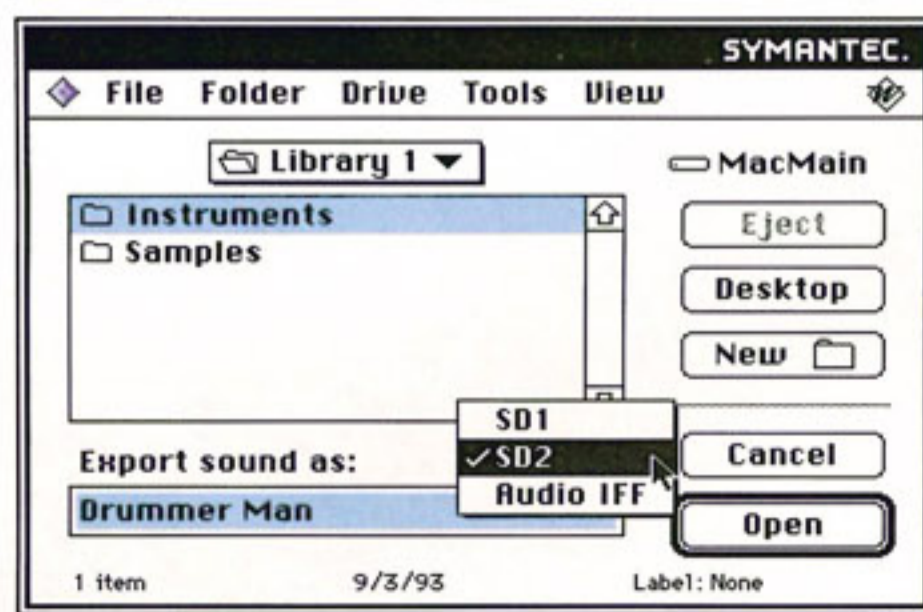 SYMANTEC.
File Folder Drive Tools View
Library 1
MacMain
Instruments
Samples
Eject
Desktop
New
SD1
SD2
Audio IFF
Export sound as:
Drummer Man
Cancel
Open
1 item 9/3/93 Label: None